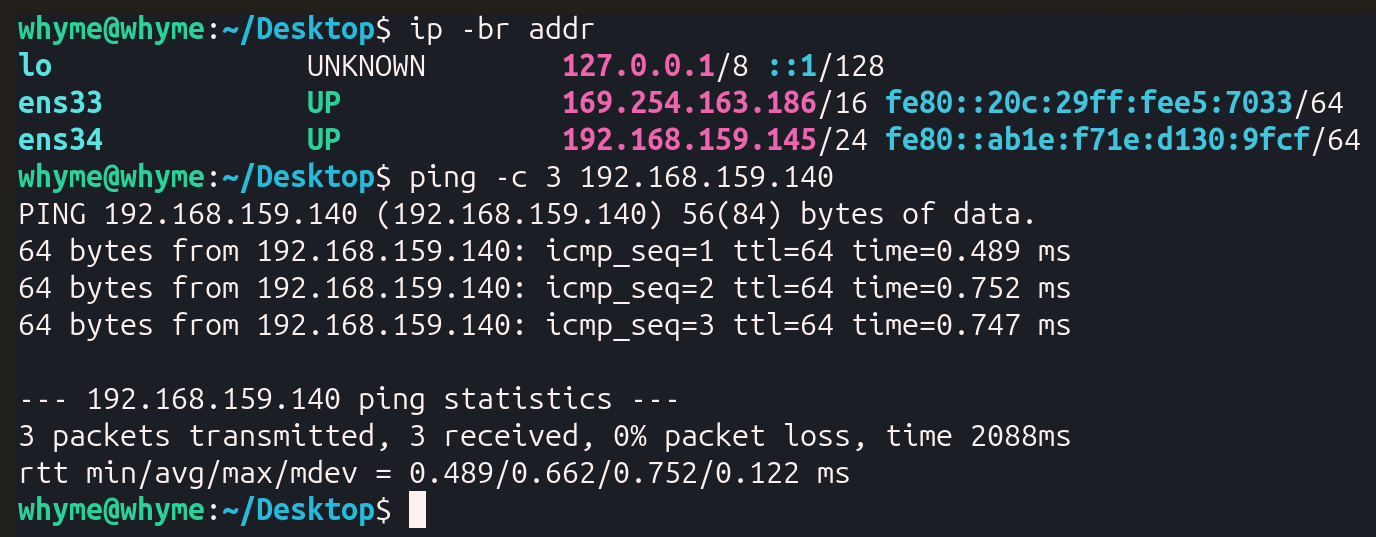 whyme@whyme:~/Desktop$ ip -br addr
lo               UNKNOWN        127.0.0.1/8 ::1/128
ens33            UP             169.254.163.186/16 fe80::20c:29ff:fee5:7033/64
ens34            UP             192.168.159.145/24 fe80::ab1e:f71e:d130:9fcf/64
whyme@whyme:~/Desktop$ ping -c 3 192.168.159.140
PING 192.168.159.140 (192.168.159.140) 56(84) bytes of data.
64 bytes from 192.168.159.140: icmp_seq=1 ttl=64 time=0.489 ms
64 bytes from 192.168.159.140: icmp_seq=2 ttl=64 time=0.752 ms
64 bytes from 192.168.159.140: icmp_seq=3 ttl=64 time=0.747 ms

--- 192.168.159.140 ping statistics ---
3 packets transmitted, 3 received, 0% packet loss, time 2088ms
rtt min/avg/max/mdev = 0.489/0.662/0.752/0.122 ms
whyme@whyme:~/Desktop$